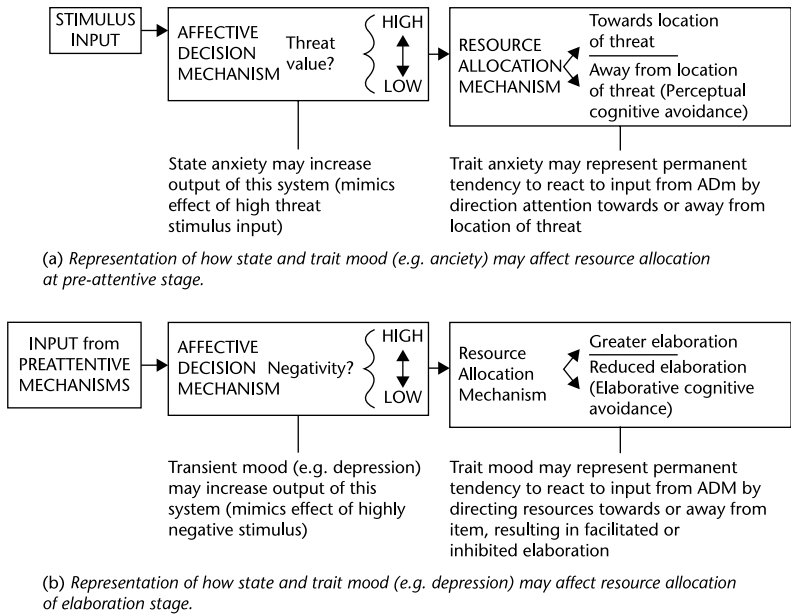 STIMULUS
INPUT
AFFECTIVE
DECISION
MECHANISM
Threat
value?
HIGH
LOW
RESOURCE
ALLOCATION
MECHANISM
Towards location
of threat
Away from location
of threat (Perceptual
cognitive avoidance)
State anxiety may increase
output of this system (mimics
effect of high threat
stimulus input)
Trait anxiety may represent permanent
tendency to react to input from ADm by
direction attention towards or away from
location of threat
(a) Representation of how state and trait mood (e.g. anciety) may affect resource allocation
at pre-attentive stage.
INPUT from
PREATTENTIVE
MECHANISMS
AFFECTIVE
DECISION
MECHANISM
Negativity?
HIGH
LOW
Resource
Allocation
Mechanism
Greater elaboration
Reduced elaboration
(Elaborative cognitive
avoidance)
Transient mood (e.g. depression)
may increase output of this
system (mimics effect of highly
negative stimulus)
Trait mood may represent permanent
tendency to react to input from ADM by
directing resources towards or away from
item, resulting in facilitated or
inhibited elaboration
(b) Representation of how state and trait mood (e.g. depression) may affect resource allocation
of elaboration stage.